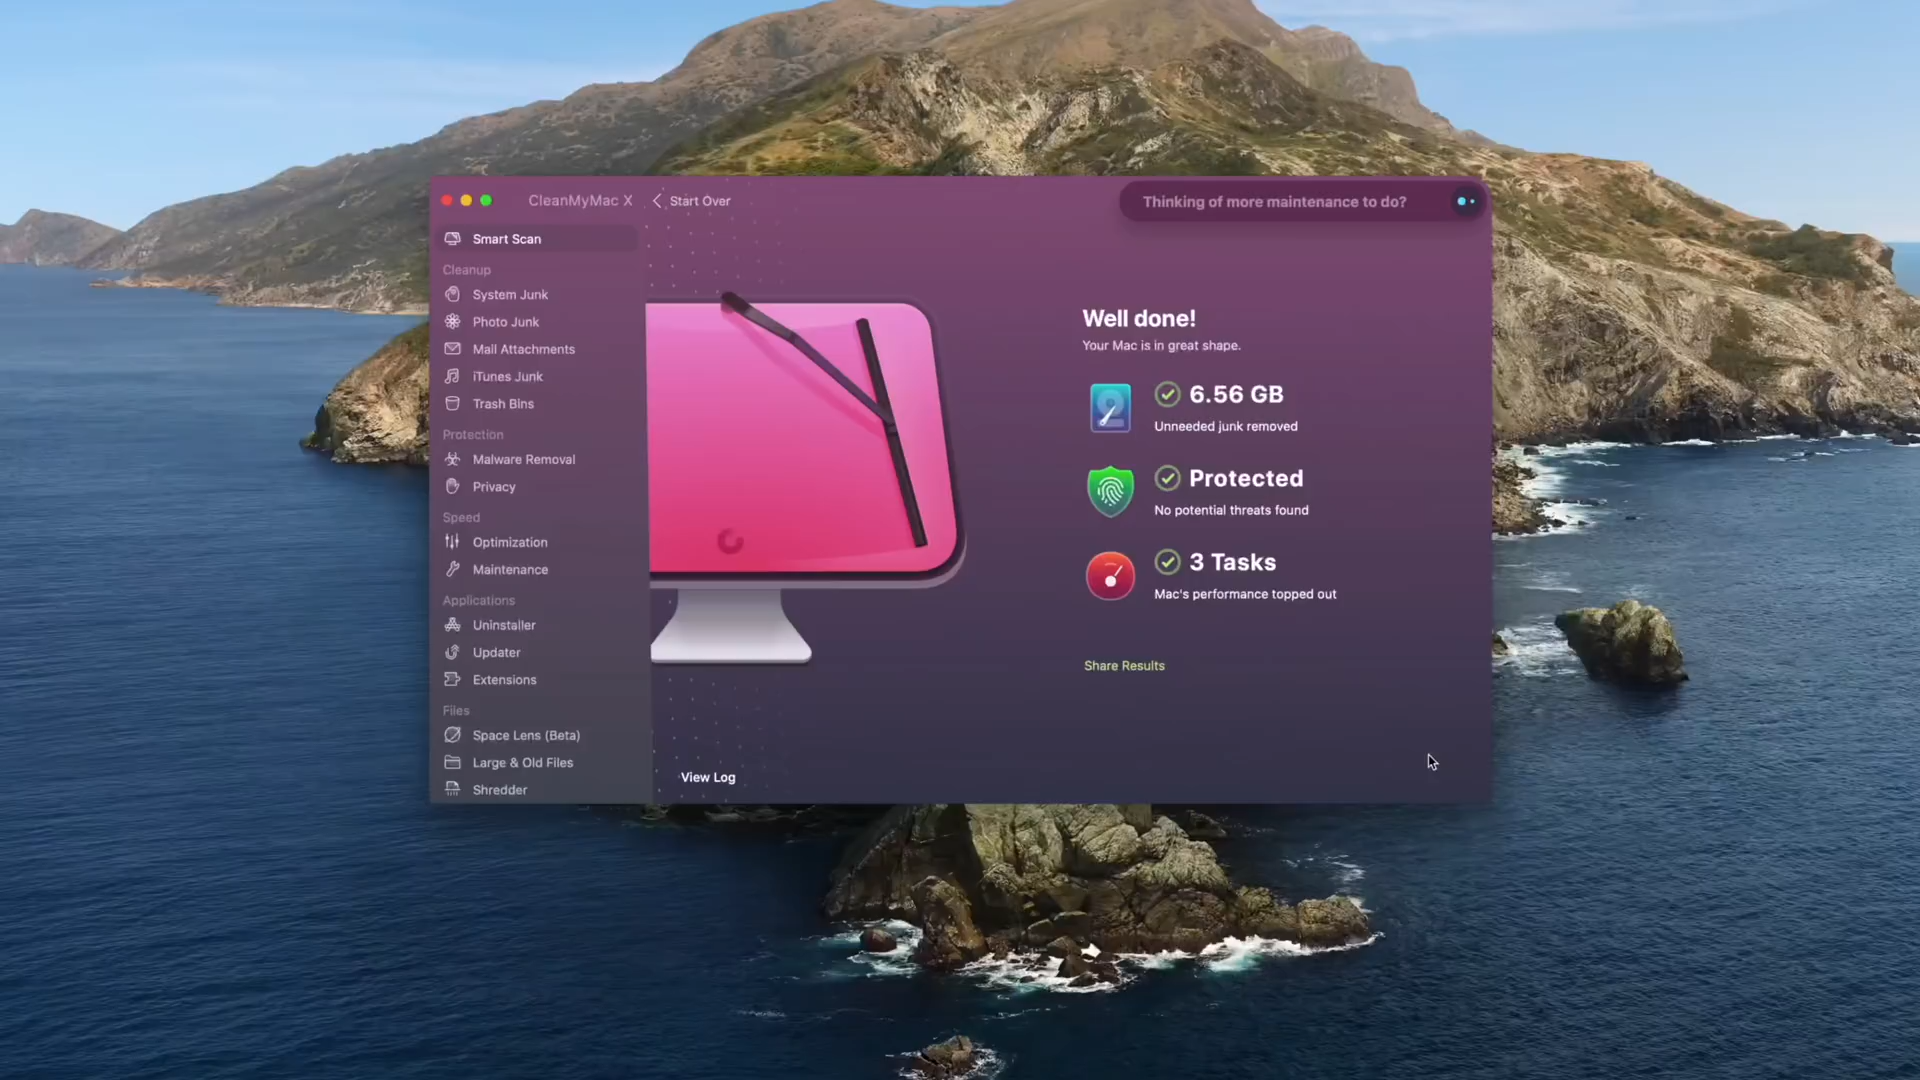 CleanMyMac X
Start Over
Thinking of more maintenance to do?
Smart Scan
Cleanup
System Junk
Photo Junk
Mail Attachments
iTunes Junk
Trash Bins
Protection
Malware Removal
Privacy
Speed
Optimization
Maintenance
Applications
Uninstaller
Updater
Extensions
Files
Space Lens (Beta)
Large & Old Files
Shredder
Well done!
Your Mac is in great shape.
6.56 GB
Unneeded junk removed
Protected
No potential threats found
3 Tasks
Mac's performance topped out
Share Results
View Log